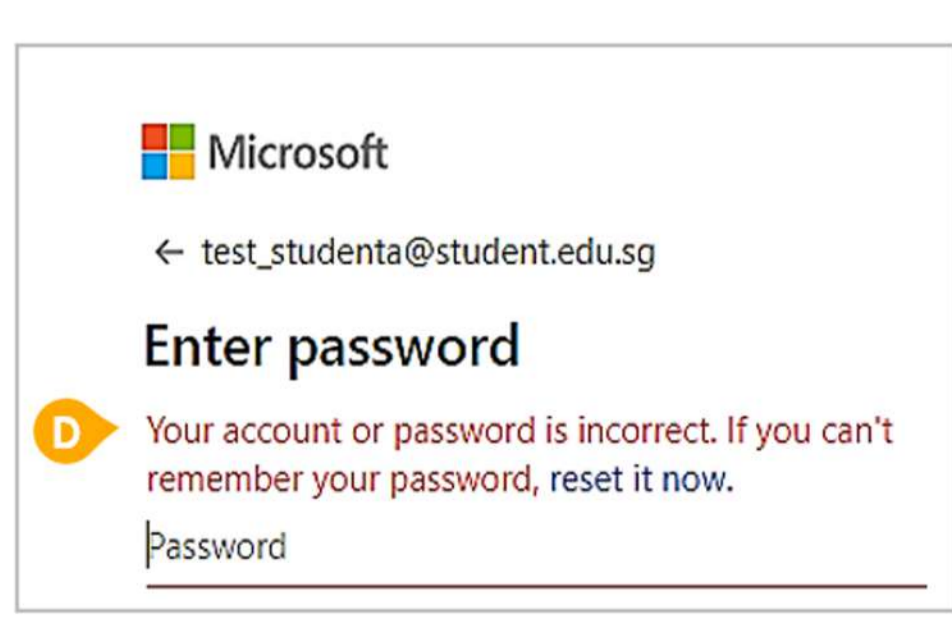 Microsoft
← test_studenta@student.edu.sg
Enter password
D
Your account or password is incorrect. If you can't
remember your password, reset it now.
Password